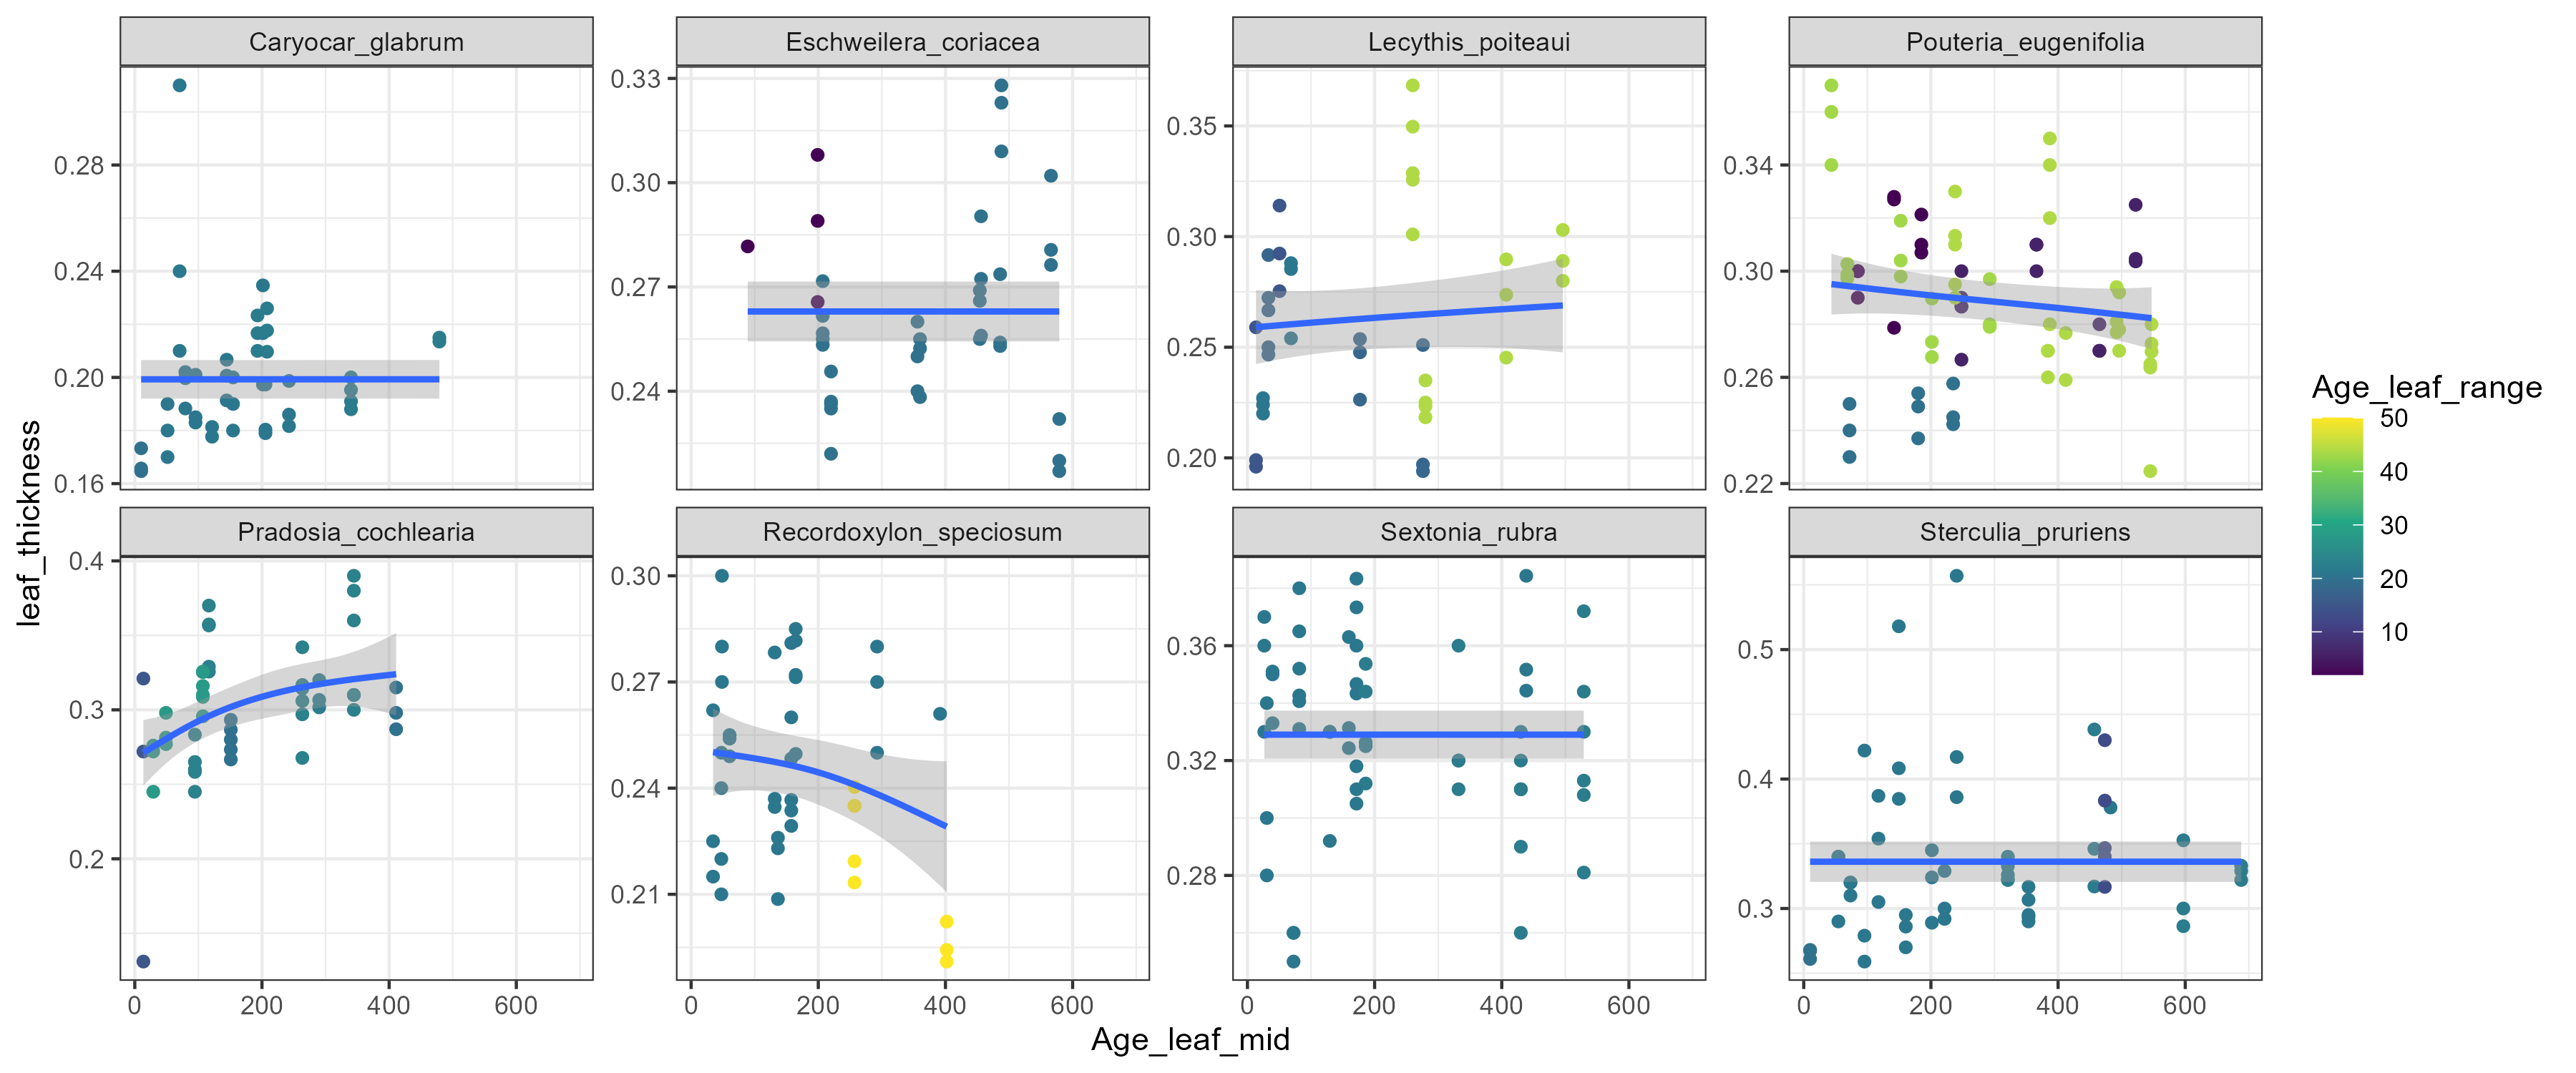 Caryocar_glabrum
Eschweilera_coriacea
Lecythis_poiteaui
Pouteria_eugenifolia
0.28
0.24
0.20
0.16
0.33
0.30
0.27
0.24
0.35
0.30
0.25
0.20
0.34
0.30
0.26
0.22
Pradosia_cochlearia
Recordoxylon_speciosum
Sextonia_rubra
Sterculia_pruriens
0.4
0.3
0.2
0.30
0.27
0.24
0.21
0.36
0.32
0.28
0.5
0.4
0.3
0 200 400 600
0 200 400 600
0 200 400 600
0 200 400 600
leaf_thickness
Age_leaf_mid
Age_leaf_range
50
40
30
20
10